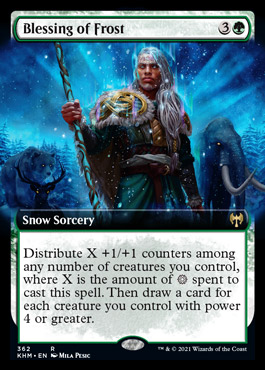 Blessing of Frost 3
Snow Sorcery
Distribute X +1/+1 counters among
any number of creatures you control,
where X is the amount of spent to
cast this spell. Then draw a card for
each creature you control with power
4 or greater.
362 R
KHM • EN Mila Pesic ™ & © 2021 Wizards of the Coast